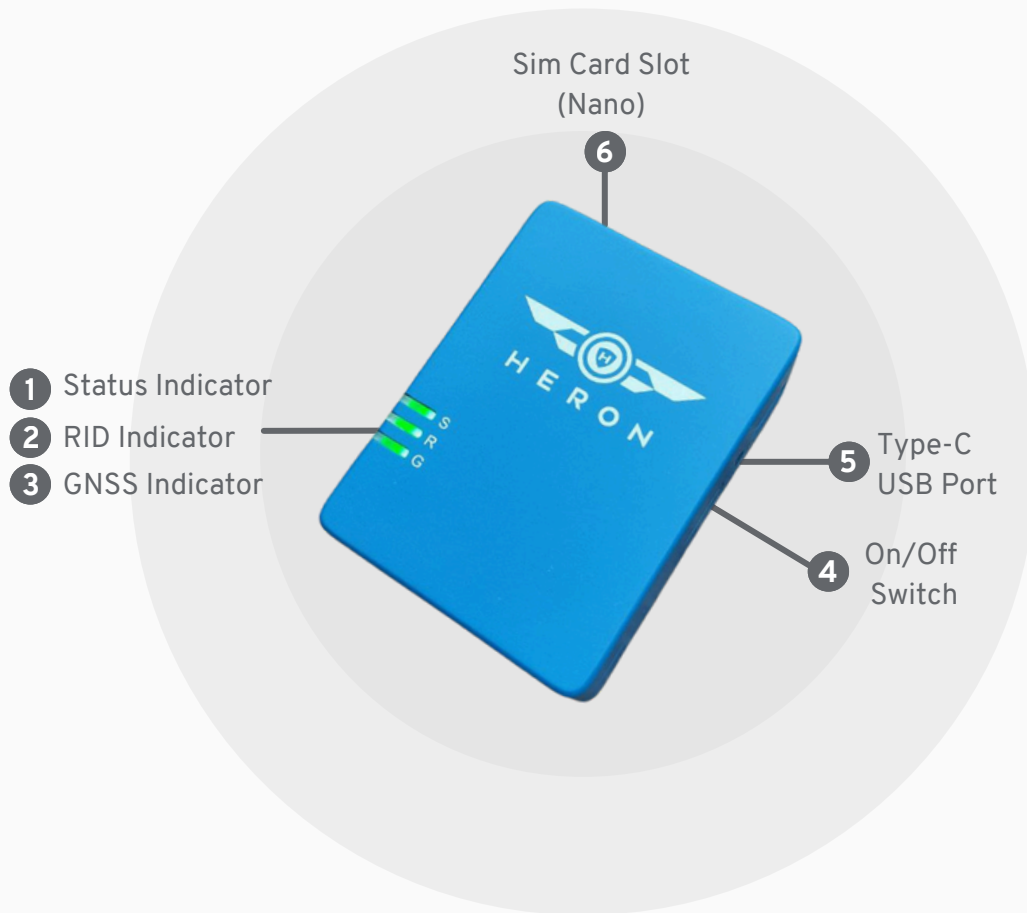 Sim Card Slot
(Nano)
6
1 Status Indicator
2 RID Indicator
3 GNSS Indicator
S
R
G
H
HERON
5 Type-C
USB Port
4 On/Off
Switch